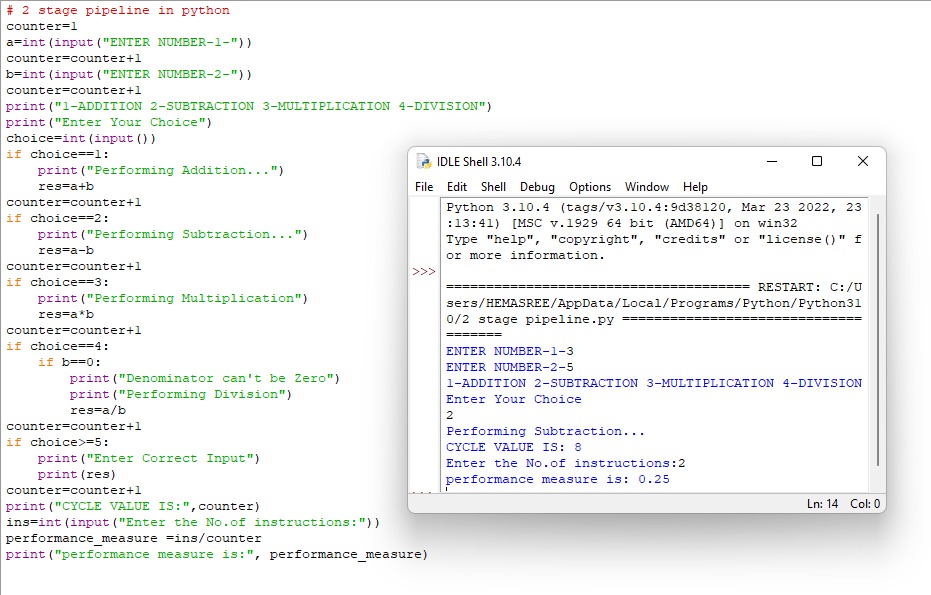 # 2 stage pipeline in python
counter=1
a=int(input("ENTER NUMBER-1-"))
counter=counter+1
b=int(input("ENTER NUMBER-2-"))
counter=counter+1
print("1-ADDITION 2-SUBTRACTION 3-MULTIPLICATION 4-DIVISION")
print("Enter Your Choice")
choice=int(input())
if choice==1:
    print("Performing Addition...")
    res=a+b
counter=counter+1
if choice==2:
    print("Performing Subtraction...")
    res=a-b
counter=counter+1
if choice==3:
    print("Performing Multiplication")
    res=a*b
counter=counter+1
if choice==4:
    if b==0:
        print("Denominator can't be Zero")
        print("Performing Division")
        res=a/b
counter=counter+1
if choice>=5:
    print("Enter Correct Input")
    print(res)
counter=counter+1
print("CYCLE VALUE IS:",counter)
ins=int(input("Enter the No.of instructions:"))
performance_measure =ins/counter
print("performance measure is:", performance_measure)
IDLE Shell 3.10.4
File Edit Shell Debug Options Window Help
Python 3.10.4 (tags/v3.10.4:9d38120, Mar 23 2022, 23
:13:41) [MSC v.1929 64 bit (AMD64)] on win32
Type "help", "copyright", "credits" or "license()" f
or more information.
>>>
====================================== RESTART: C:/U
sers/HEMASREE/AppData/Local/Programs/Python/Python31
0/2 stage pipeline.py ==============================
=======
ENTER NUMBER-1-3
ENTER NUMBER-2-5
1-ADDITION 2-SUBTRACTION 3-MULTIPLICATION 4-DIVISION
Enter Your Choice
2
Performing Subtraction...
CYCLE VALUE IS: 8
Enter the No.of instructions:2
performance measure is: 0.25
Ln: 14 Col: 0